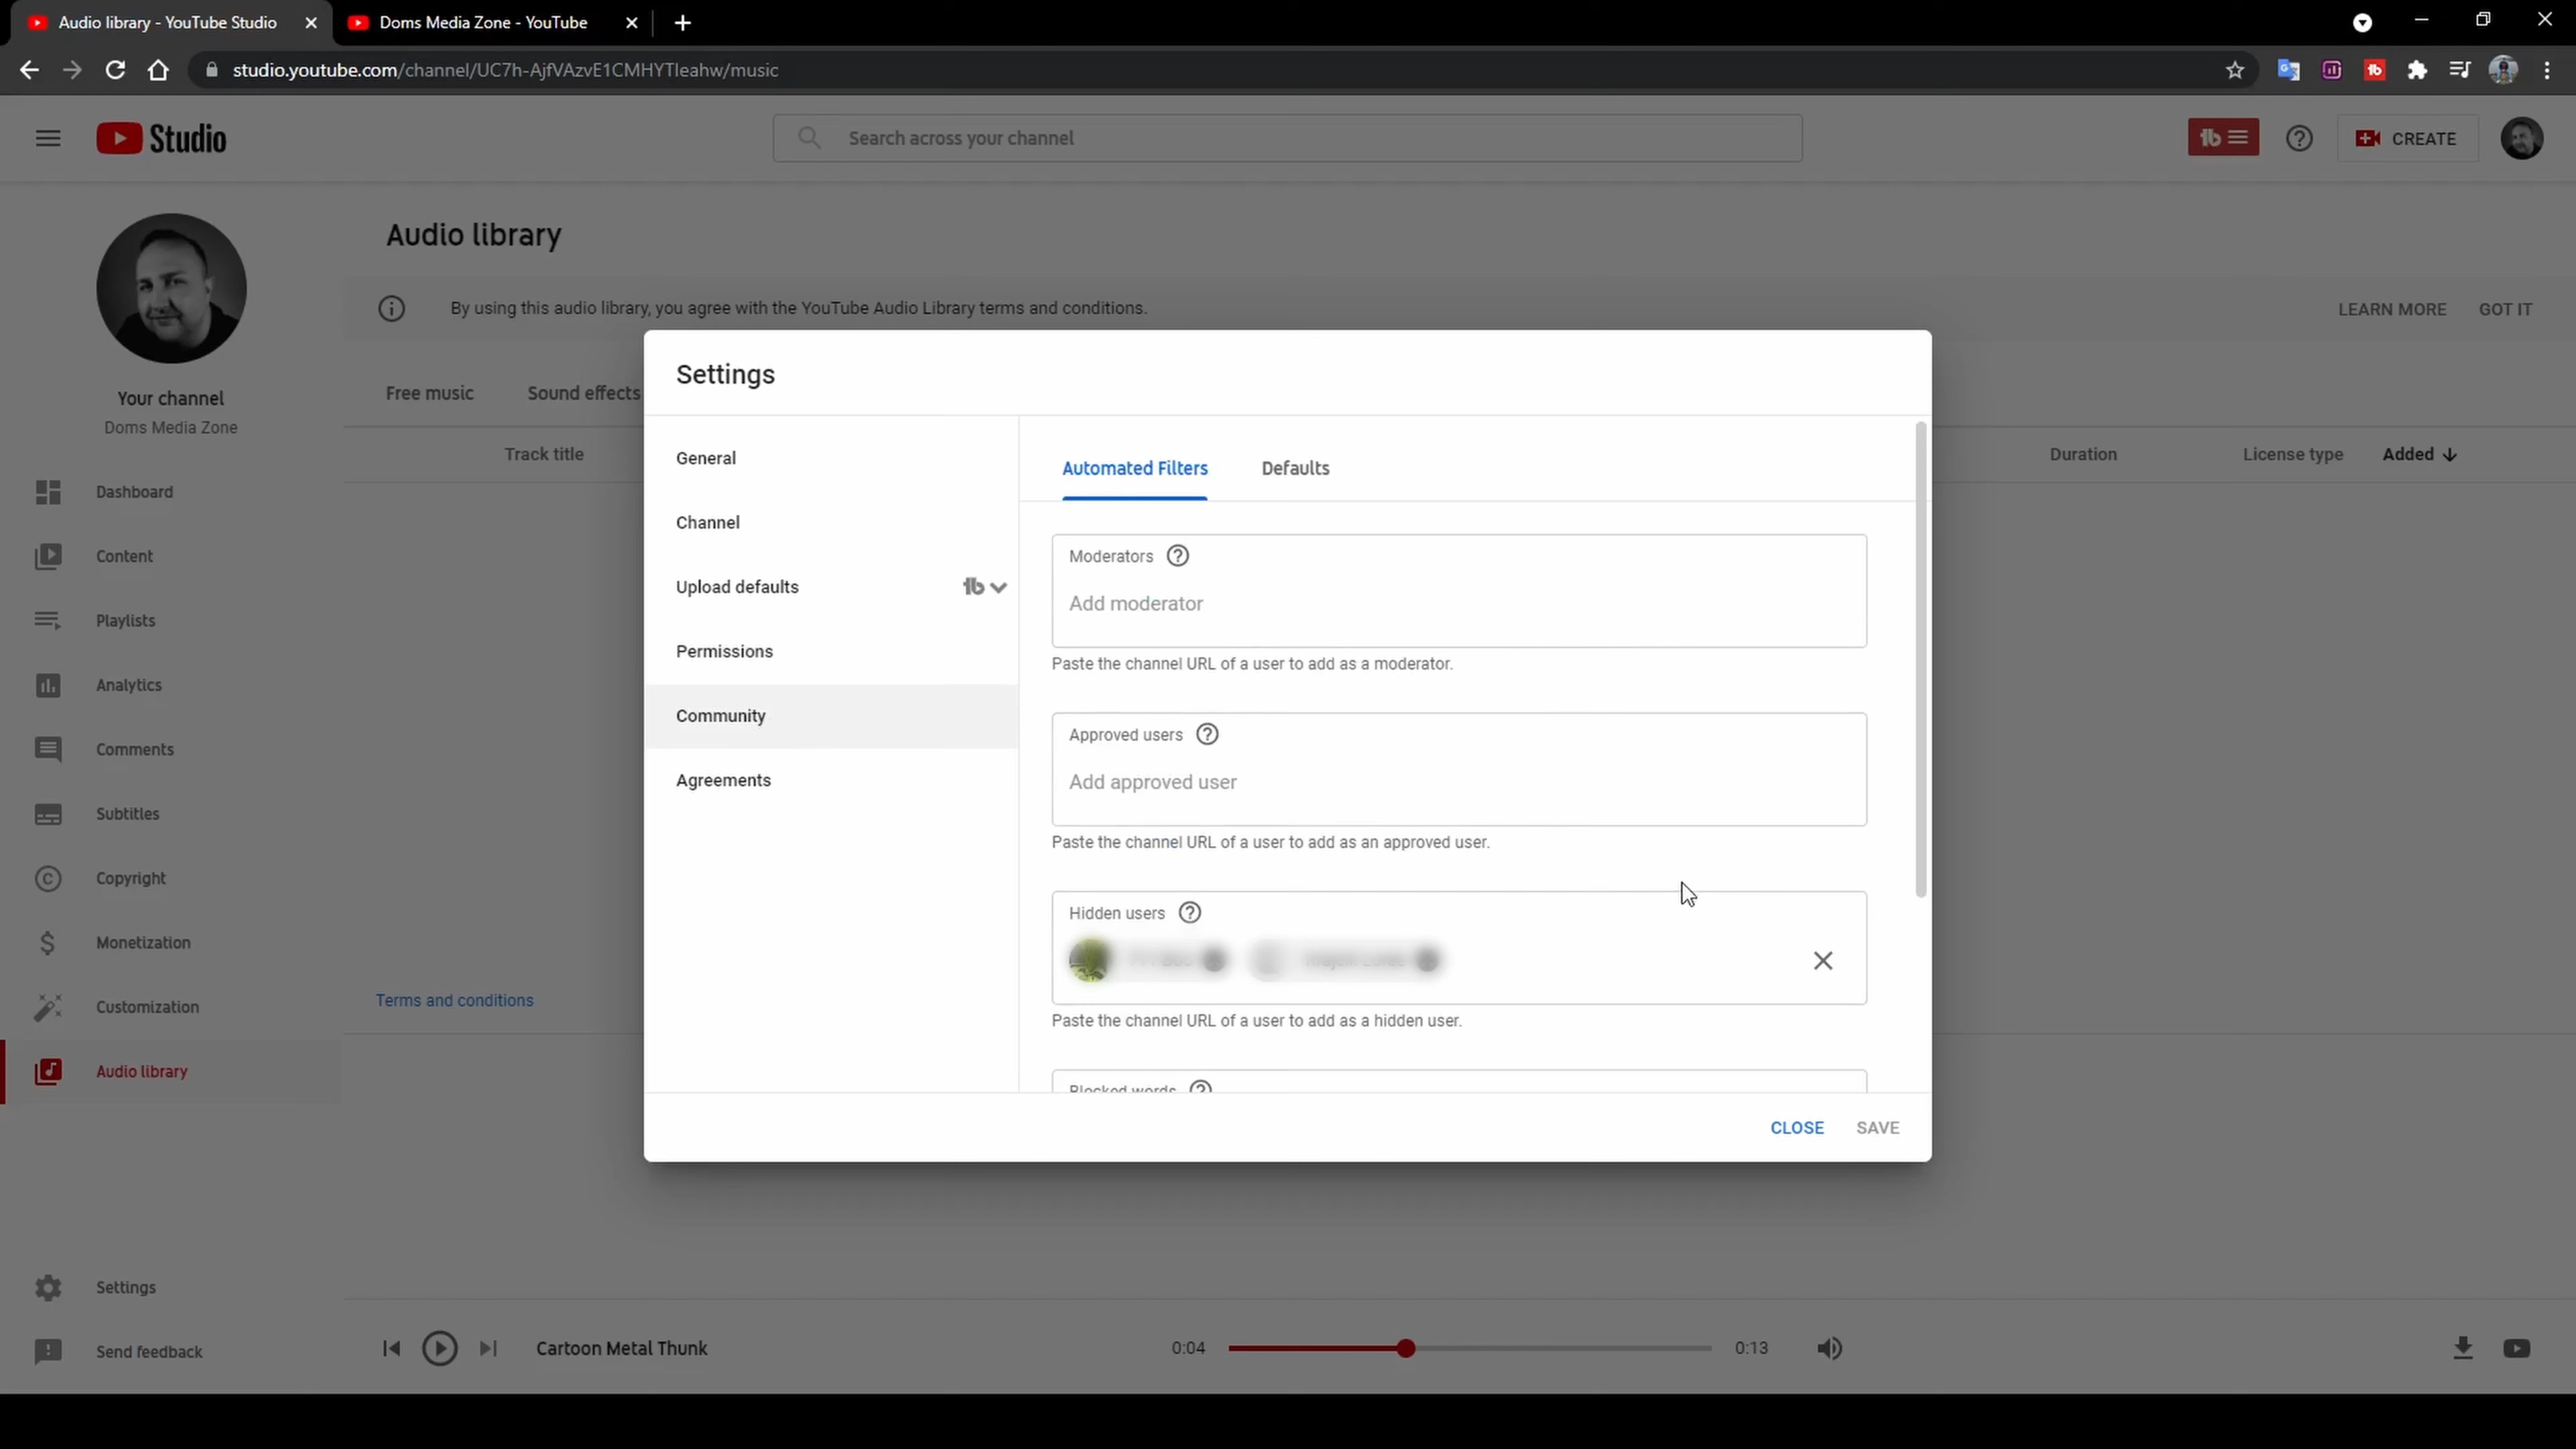 Audio library - YouTube Studio
Doms Media Zone - YouTube
studio.youtube.com/channel/UC7h-AjfVAzvE1CMHYTleahw/music
Studio
Search across your channel
CREATE
Your channel
Doms Media Zone
Dashboard
Content
Playlists
Analytics
Comments
Subtitles
Copyright
Monetization
Customization
Audio library
Settings
Send feedback
Audio library
By using this audio library, you agree with the YouTube Audio Library terms and conditions.
LEARN MORE
GOT IT
Free music
Sound effects
Track title
Duration
License type
Added
Terms and conditions
Settings
General
Channel
Upload defaults
Permissions
Community
Agreements
Automated Filters
Defaults
Moderators
Add moderator
Paste the channel URL of a user to add as a moderator.
Approved users
Add approved user
Paste the channel URL of a user to add as an approved user.
Hidden users
Paste the channel URL of a user to add as a hidden user.
Blocked words
CLOSE
SAVE
Cartoon Metal Thunk
0:04
0:13